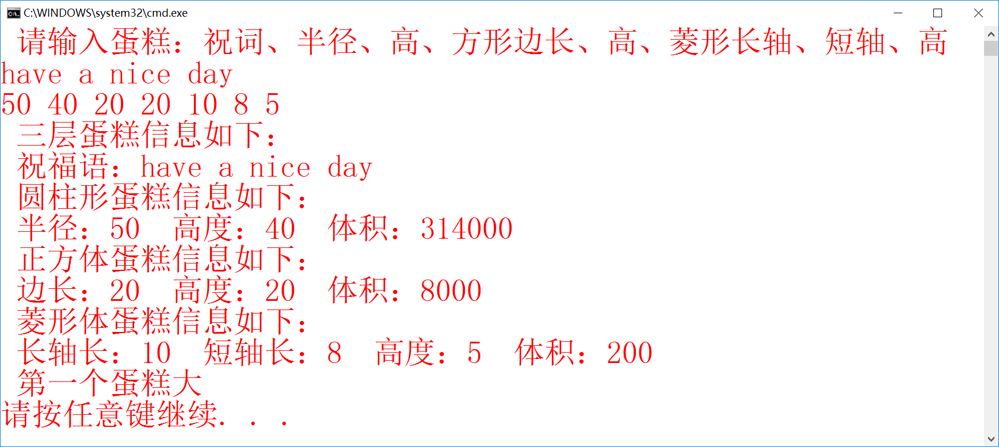 C:\WINDOWS\system32\cmd.exe
请输入蛋糕：祝词、半径、高、方形边长、高、菱形长轴、短轴、高
have a nice day
50 40 20 20 10 8 5
三层蛋糕信息如下：
祝福语：have a nice day
圆柱形蛋糕信息如下：
半径：50  高度：40  体积：314000
正方体蛋糕信息如下：
边长：20  高度：20  体积：8000
菱形体蛋糕信息如下：
长轴长：10  短轴长：8  高度：5  体积：200
第一个蛋糕大
请按任意键继续. . .